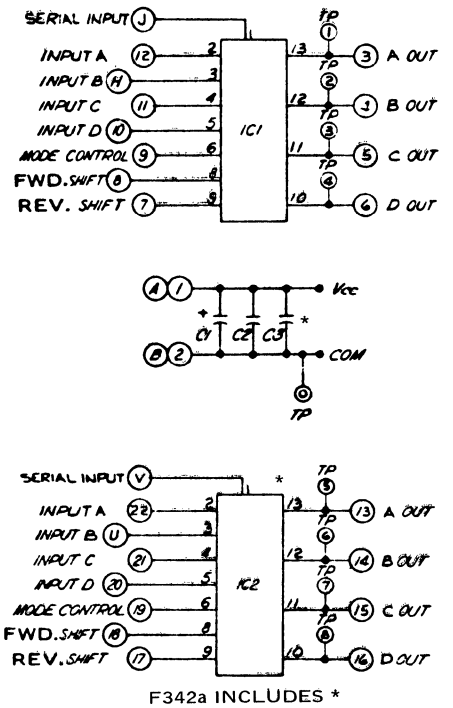 SERIAL INPUT J
TP
1
INPUT A 12 2 13 3 A OUT
TP
2
INPUT B H 3
INPUT C 11 4 12 1 B OUT
TP
3
INPUT D 10 5 IC1
MODE CONTROL 9 6 11 5 C OUT
TP
4
FWD. SHIFT 8 8
REV. SHIFT 7 9 10 6 D OUT
A 1 Vcc
+ C1 C2 C3 *
B 2 COM
TP
SERIAL INPUT V *
TP
5
INPUT A 22 2 13 13 A OUT
TP
6
INPUT B U 3
INPUT C 21 4 12 14 B OUT
TP
7
INPUT D 20 5 IC2
MODE CONTROL 19 6 11 15 C OUT
TP
8
FWD. SHIFT 18 8
REV. SHIFT 17 9 10 16 D OUT
F342a INCLUDES *